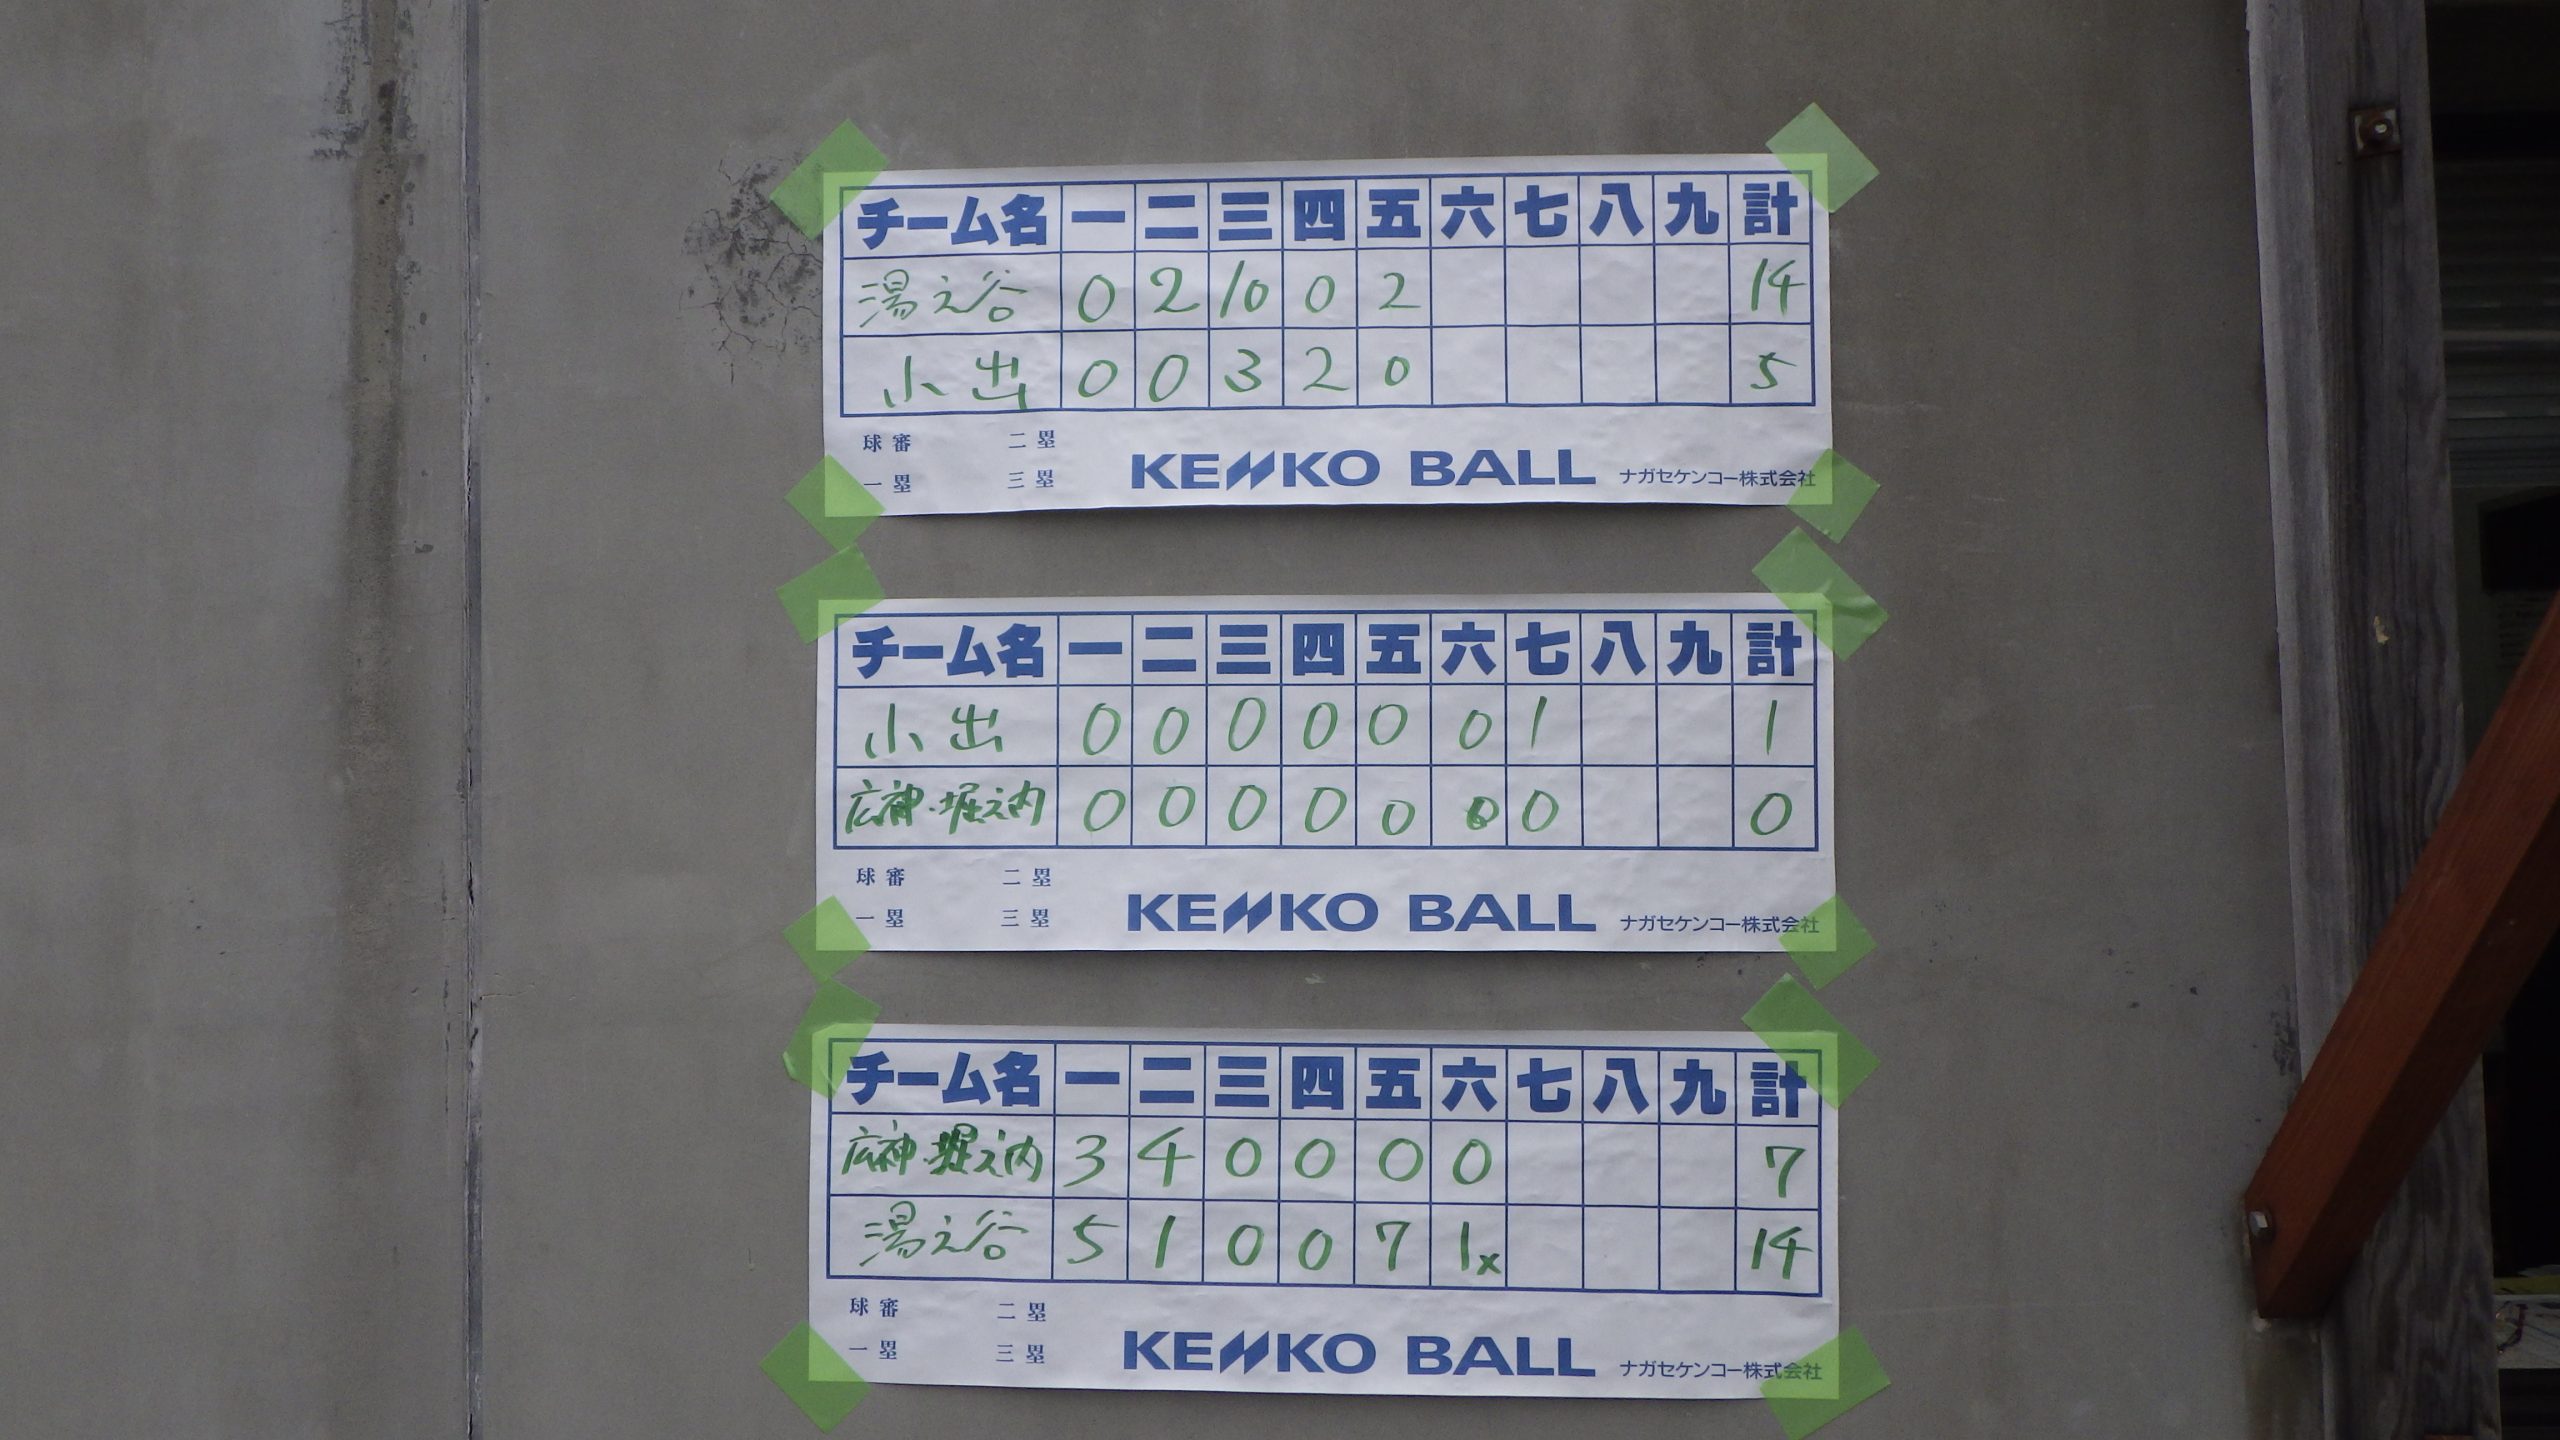 チーム名 一 二 三 四 五 六 七 八 九 計
湯之谷 0 2 10 0 2 14
小出 0 0 3 2 0 5
球審 二塁
一塁 三塁
KENKO BALL ナガセケンコー株式会社
チーム名 一 二 三 四 五 六 七 八 九 計
小出 0 0 0 0 0 0 1 1
広神・堀之内 0 0 0 0 0 0 0 0
球審 二塁
一塁 三塁
KENKO BALL ナガセケンコー株式会社
チーム名 一 二 三 四 五 六 七 八 九 計
広神・堀之内 3 4 0 0 0 0 7
湯之谷 5 1 0 0 7 1x 14
球審 二塁
一塁 三塁
KENKO BALL ナガセケンコー株式会社